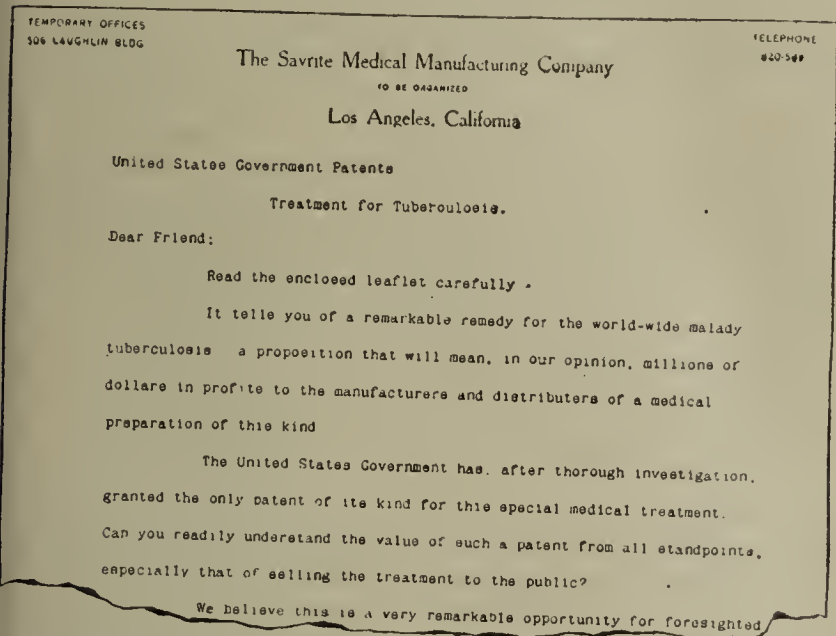 TEMPORARY OFFICES
506 LAUGHLIN BLDG
TELEPHONE
The Savrite Medical Manufacturing Company
TO BE ORGANIZED
Los Angeles, California
United States Government Patents
Treatment for Tuberculosis.
Dear Friend:
Read the enclosed leaflet carefully.
It tells you of a remarkable remedy for the world-wide malady
tuberculosis a proposition that will mean, in our opinion, millions of
dollars in profits to the manufacturers and distributers of a medical
preparation of this kind
The United States Government has, after thorough investigation,
granted the only patent of its kind for this special medical treatment.
Can you readily understand the value of such a patent from all standpoints,
especially that of selling the treatment to the public?
We believe this is a very remarkable opportunity for foresighted